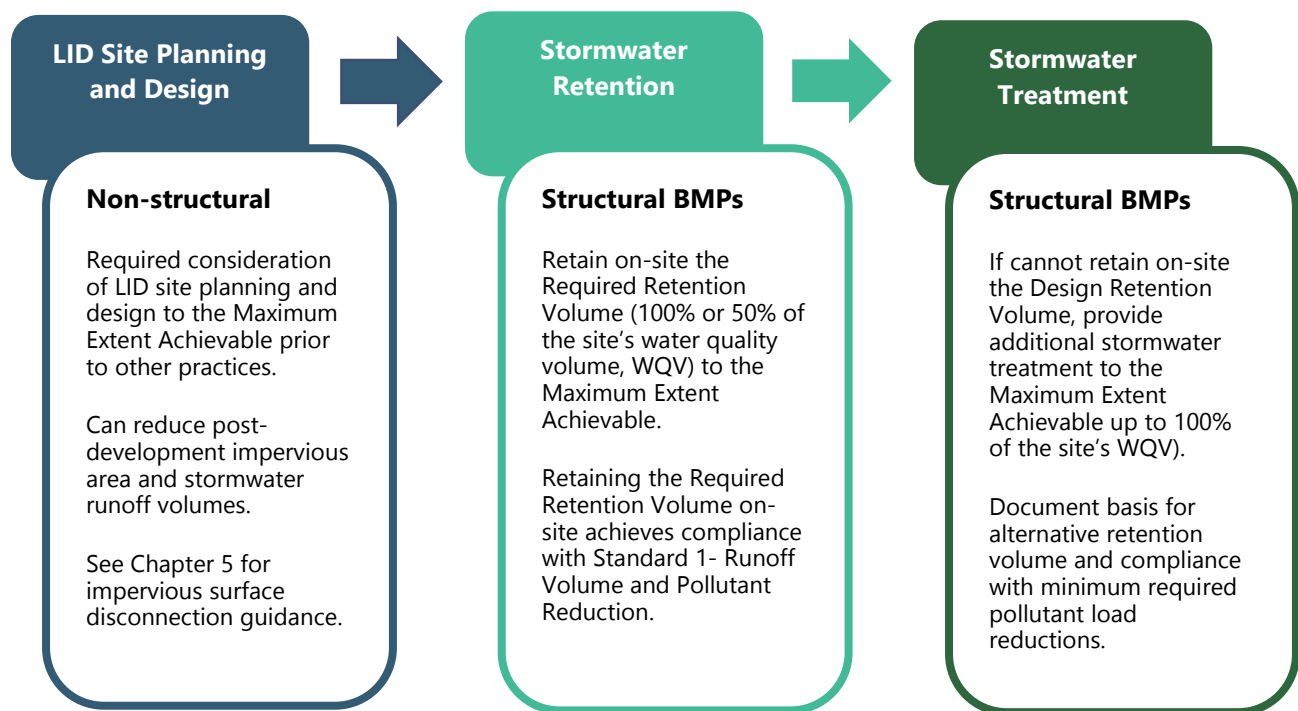 LID Site Planning
and Design
Non-structural
Required consideration
of LID site planning and
design to the Maximum
Extent Achievable prior
to other practices.
Can reduce post-
development impervious
area and stormwater
runoff volumes.
See Chapter 5 for
impervious surface
disconnection guidance.
Stormwater
Retention
Structural BMPs
Retain on-site the
Required Retention
Volume (100% or 50% of
the site’s water quality
volume, WQV) to the
Maximum Extent
Achievable.
Retaining the Required
Retention Volume on-
site achieves compliance
with Standard 1- Runoff
Volume and Pollutant
Reduction.
Stormwater
Treatment
Structural BMPs
If cannot retain on-site
the Design Retention
Volume, provide
additional stormwater
treatment to the
Maximum Extent
Achievable up to 100%
of the site’s WQV).
Document basis for
alternative retention
volume and compliance
with minimum required
pollutant load
reductions.